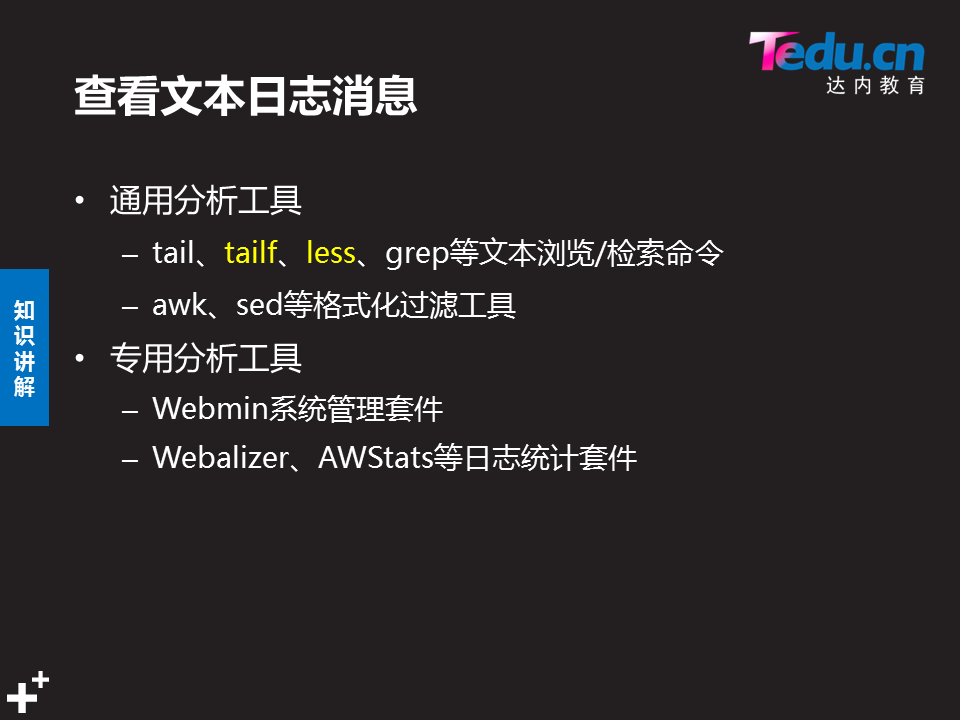 Tedu.cn
达内教育
查看文本日志消息
• 通用分析工具
– tail、tailf、less、grep等文本浏览/检索命令
– awk、sed等格式化过滤工具
知识讲解
• 专用分析工具
– Webmin系统管理套件
– Webalizer、AWStats等日志统计套件